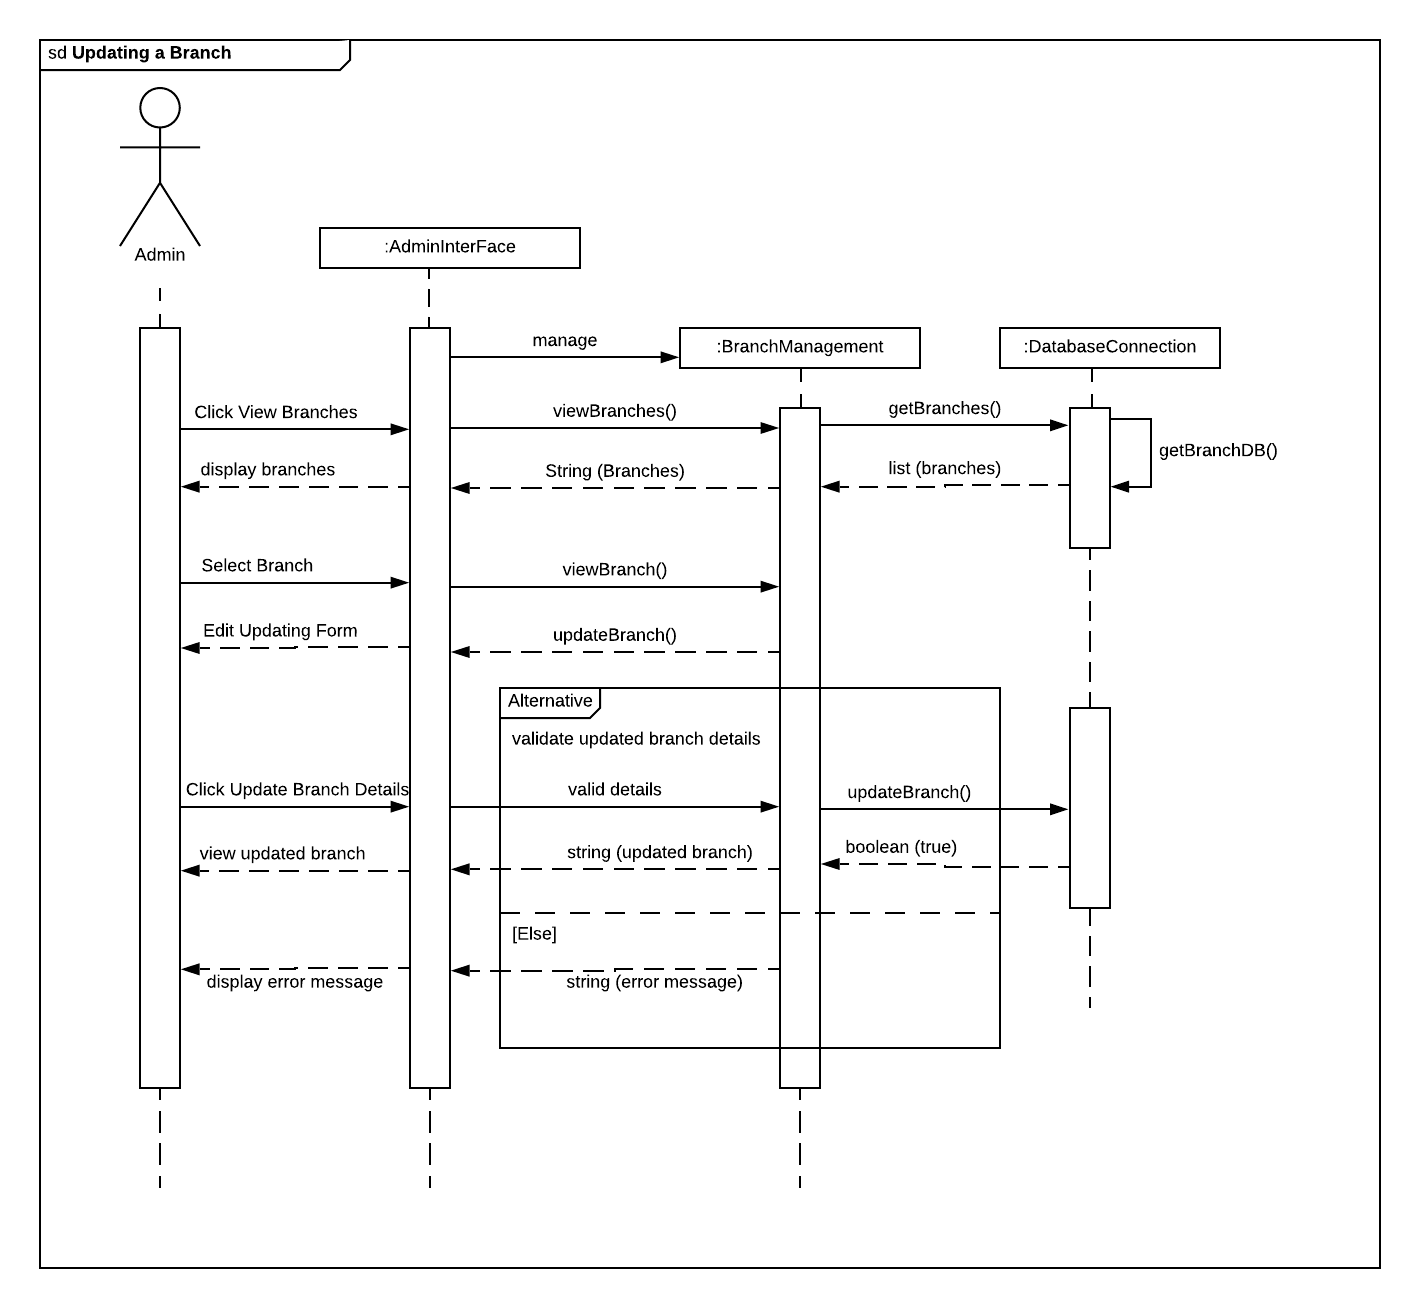 sd Updating a Branch
Admin
:AdminInterFace
manage
:BranchManagement
:DatabaseConnection
Click View Branches
viewBranches()
getBranches()
getBranchDB()
display branches
String (Branches)
list (branches)
Select Branch
viewBranch()
Edit Updating Form
updateBranch()
Alternative
validate updated branch details
Click Update Branch Details
valid details
updateBranch()
view updated branch
string (updated branch)
boolean (true)
[Else]
display error message
string (error message)